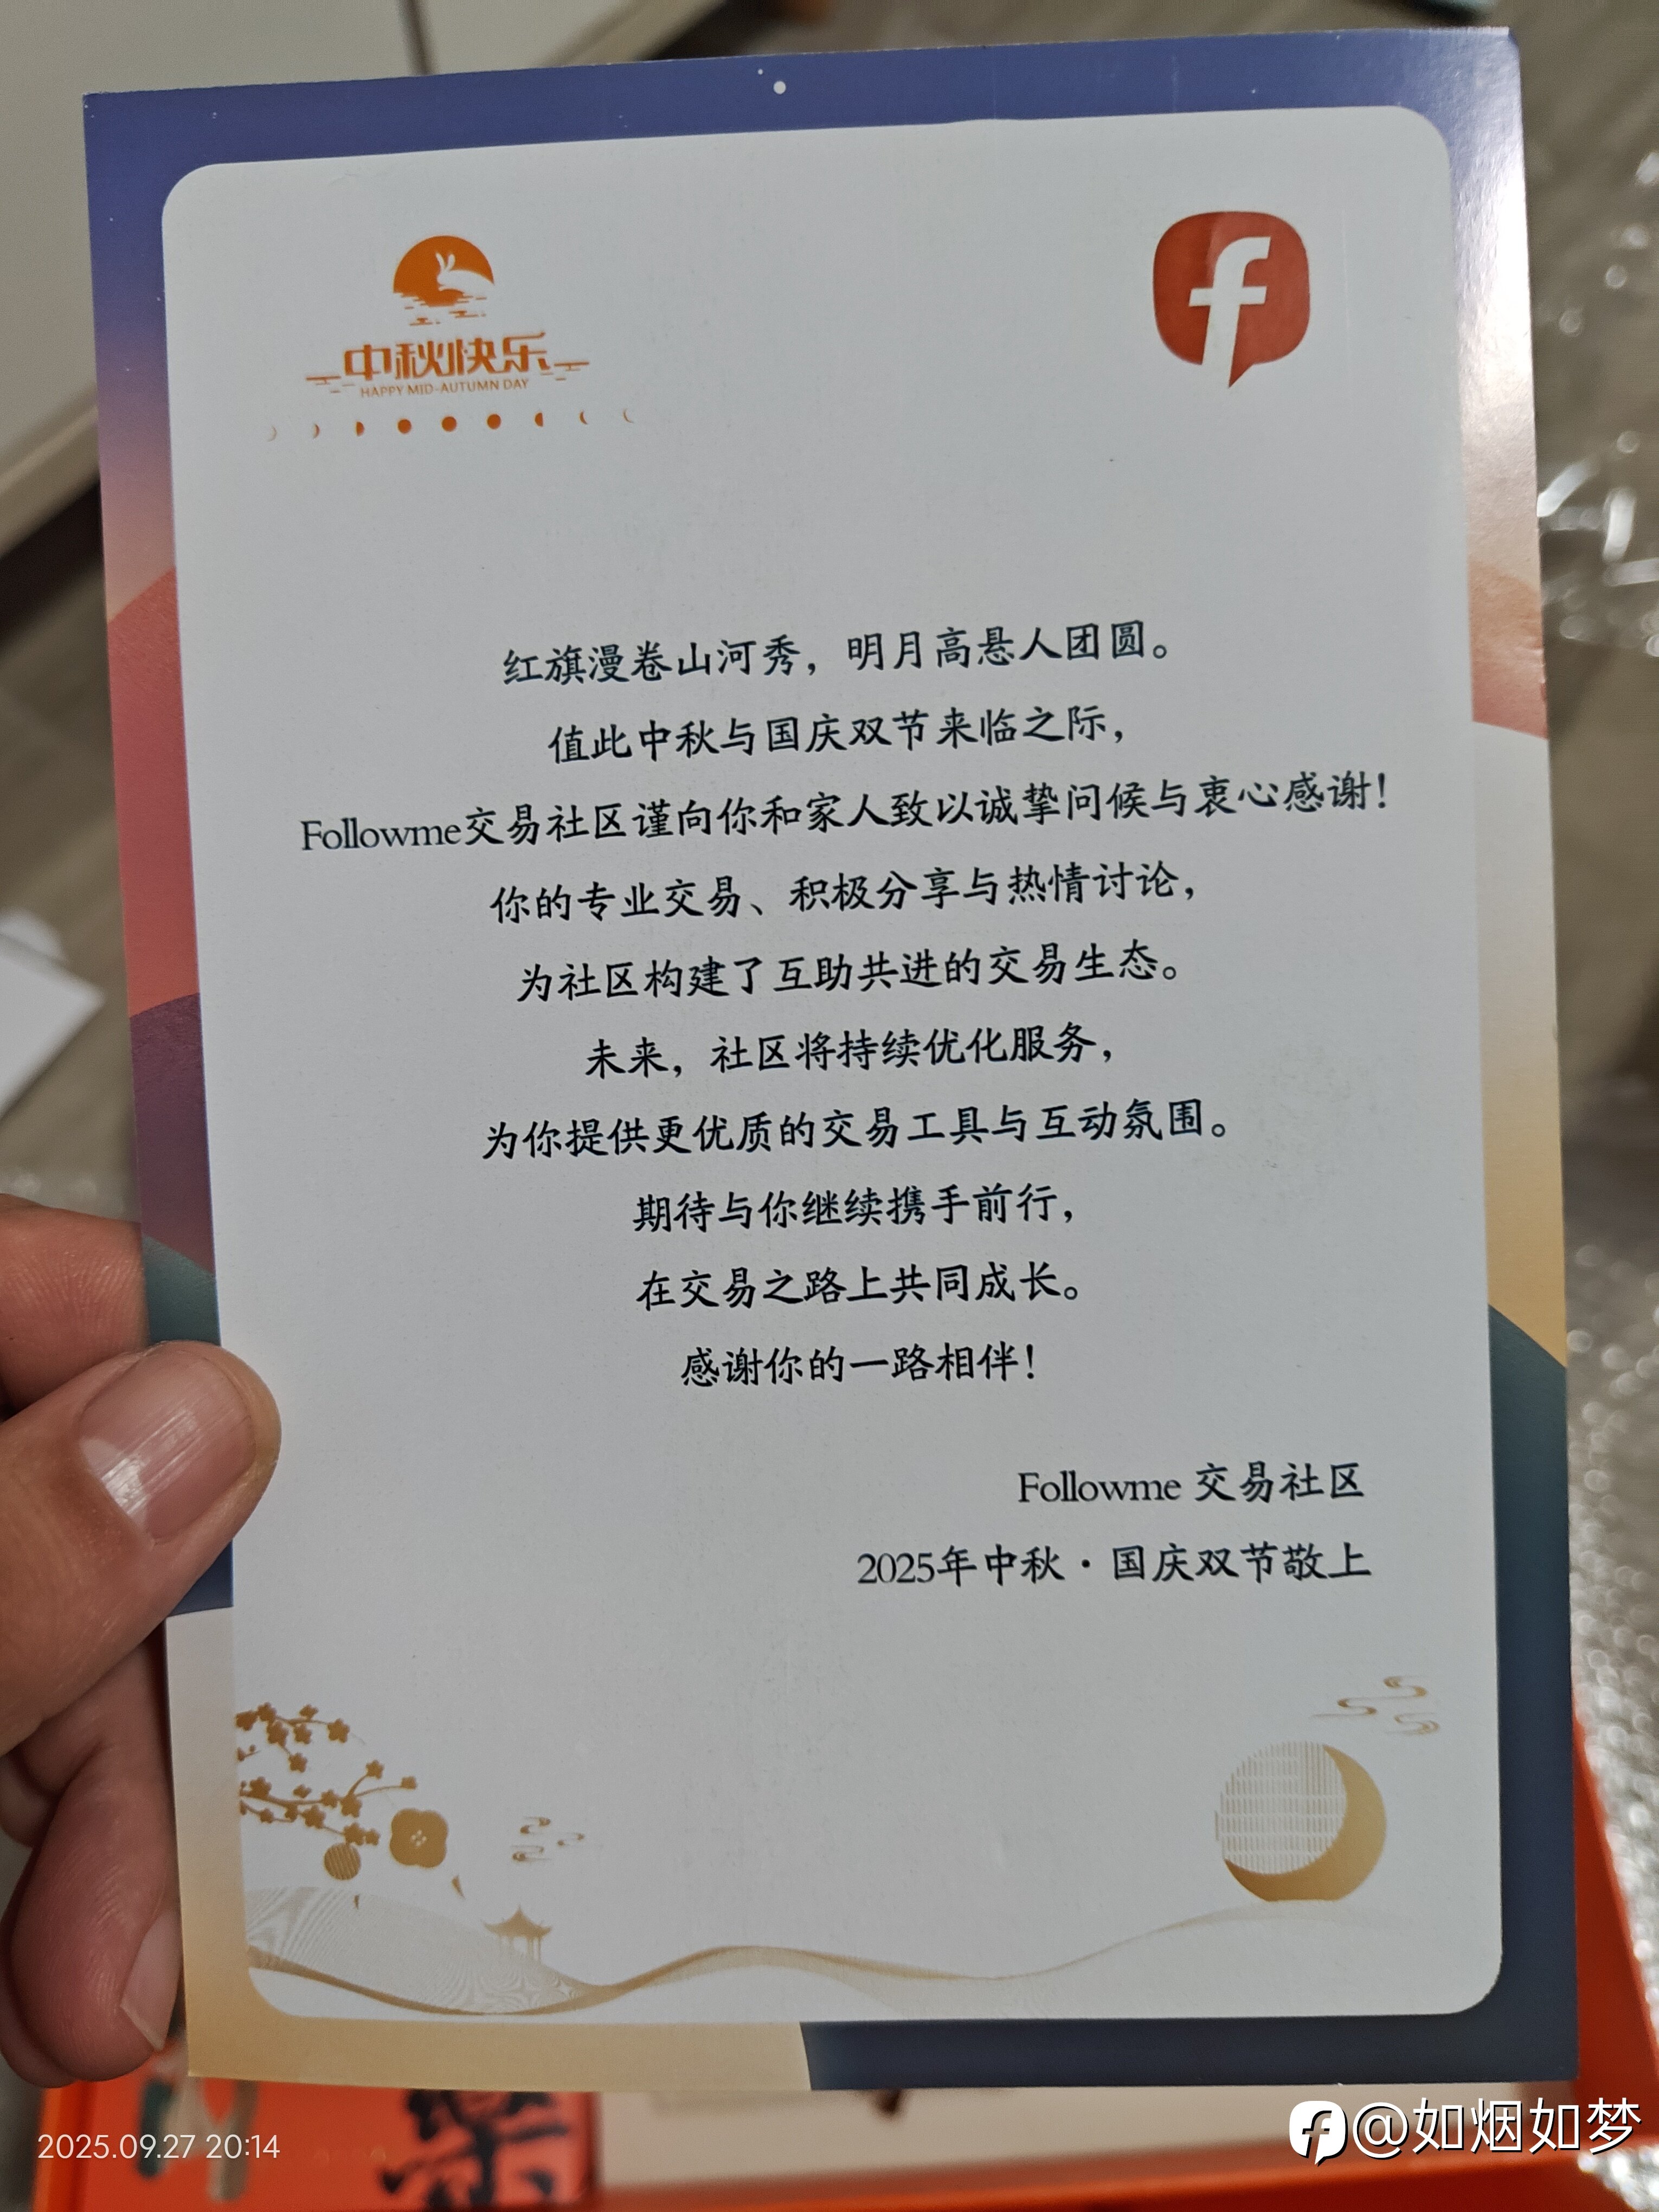 中秋快乐
HAPPY MID-AUTUMN DAY
f
红旗漫卷山河秀，明月高悬人团圆。
值此中秋与国庆双节来临之际，
Followme交易社区谨向你和家人致以诚挚问候与衷心感谢！
你的专业交易、积极分享与热情讨论，
为社区构建了互助共进的交易生态。
未来，社区将持续优化服务，
为你提供更优质的交易工具与互动氛围。
期待与你继续携手前行，
在交易之路上共同成长。
感谢你的一路相伴！
Followme 交易社区
2025年中秋·国庆双节敬上
2025.09.27 20:14
f@如烟如梦